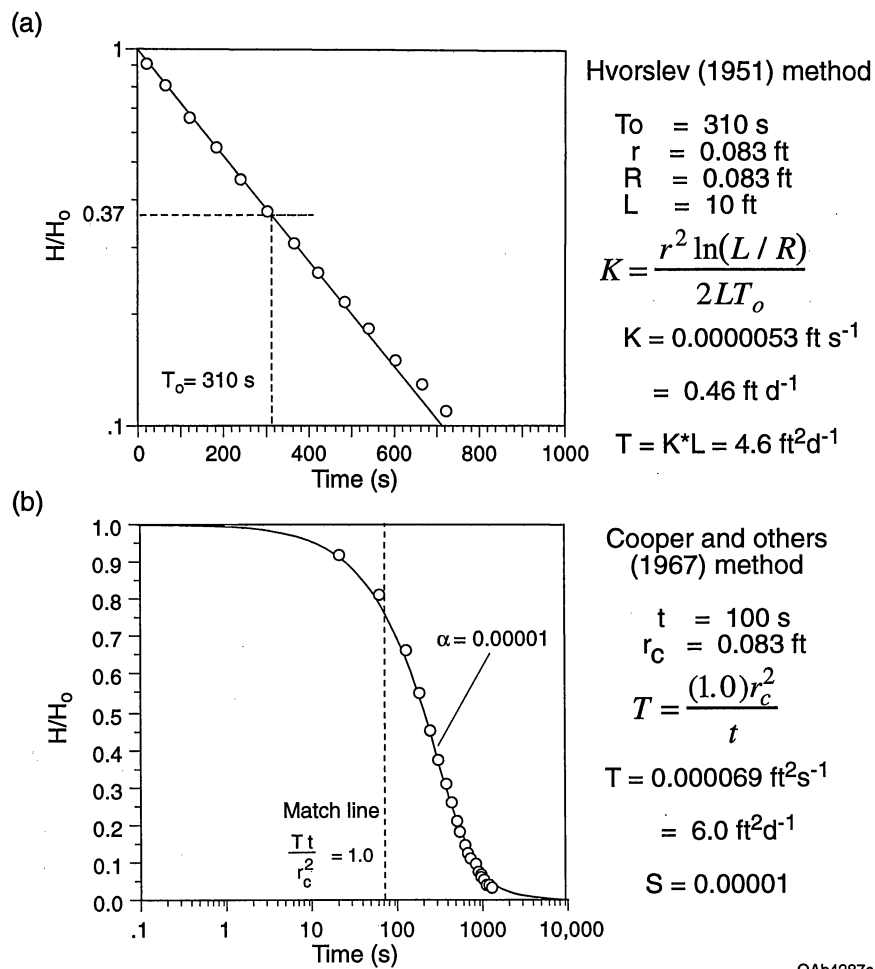 (a)
1
0.37
.1
H/Ho
To= 310 s
0 200 400 600 800 1000
Time (s)
Hvorslev (1951) method
To = 310 s
r = 0.083 ft
R = 0.083 ft
L = 10 ft
K = r² ln(L / R) / 2LTo
K = 0.0000053 ft s-1
= 0.46 ft d-1
T = K*L = 4.6 ft²d-1
(b)
1.0
0.9
0.8
0.7
0.6
0.5
0.4
0.3
0.2
0.1
0.0
H/Ho
α = 0.00001
Match line
T t / rc² = 1.0
.1 1 10 100 1000 10,000
Time (s)
Cooper and others
(1967) method
t = 100 s
rc = 0.083 ft
T = (1.0)rc² / t
T = 0.000069 ft²s-1
= 6.0 ft²d-1
S = 0.00001